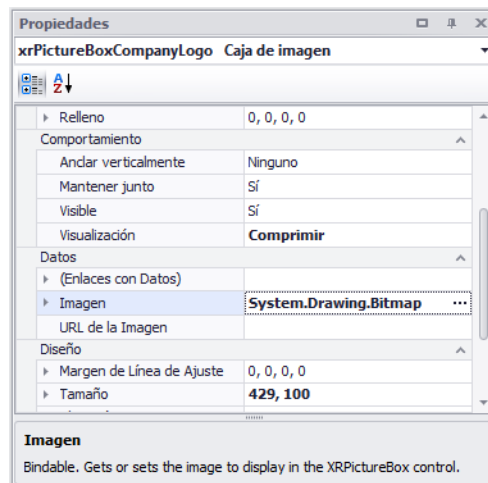 Propiedades
xrPictureBoxCompanyLogo Caja de imagen
Relleno 0, 0, 0, 0
Comportamiento
Anclar verticalmente Ninguno
Mantener junto Sí
Visible Sí
Visualización Comprimir
Datos
(Enlaces con Datos)
Imagen System.Drawing.Bitmap ...
URL de la Imagen
Diseño
Margen de Línea de Ajuste 0, 0, 0, 0
Tamaño 429, 100
Imagen
Bindable. Gets or sets the image to display in the XRPictureBox control.